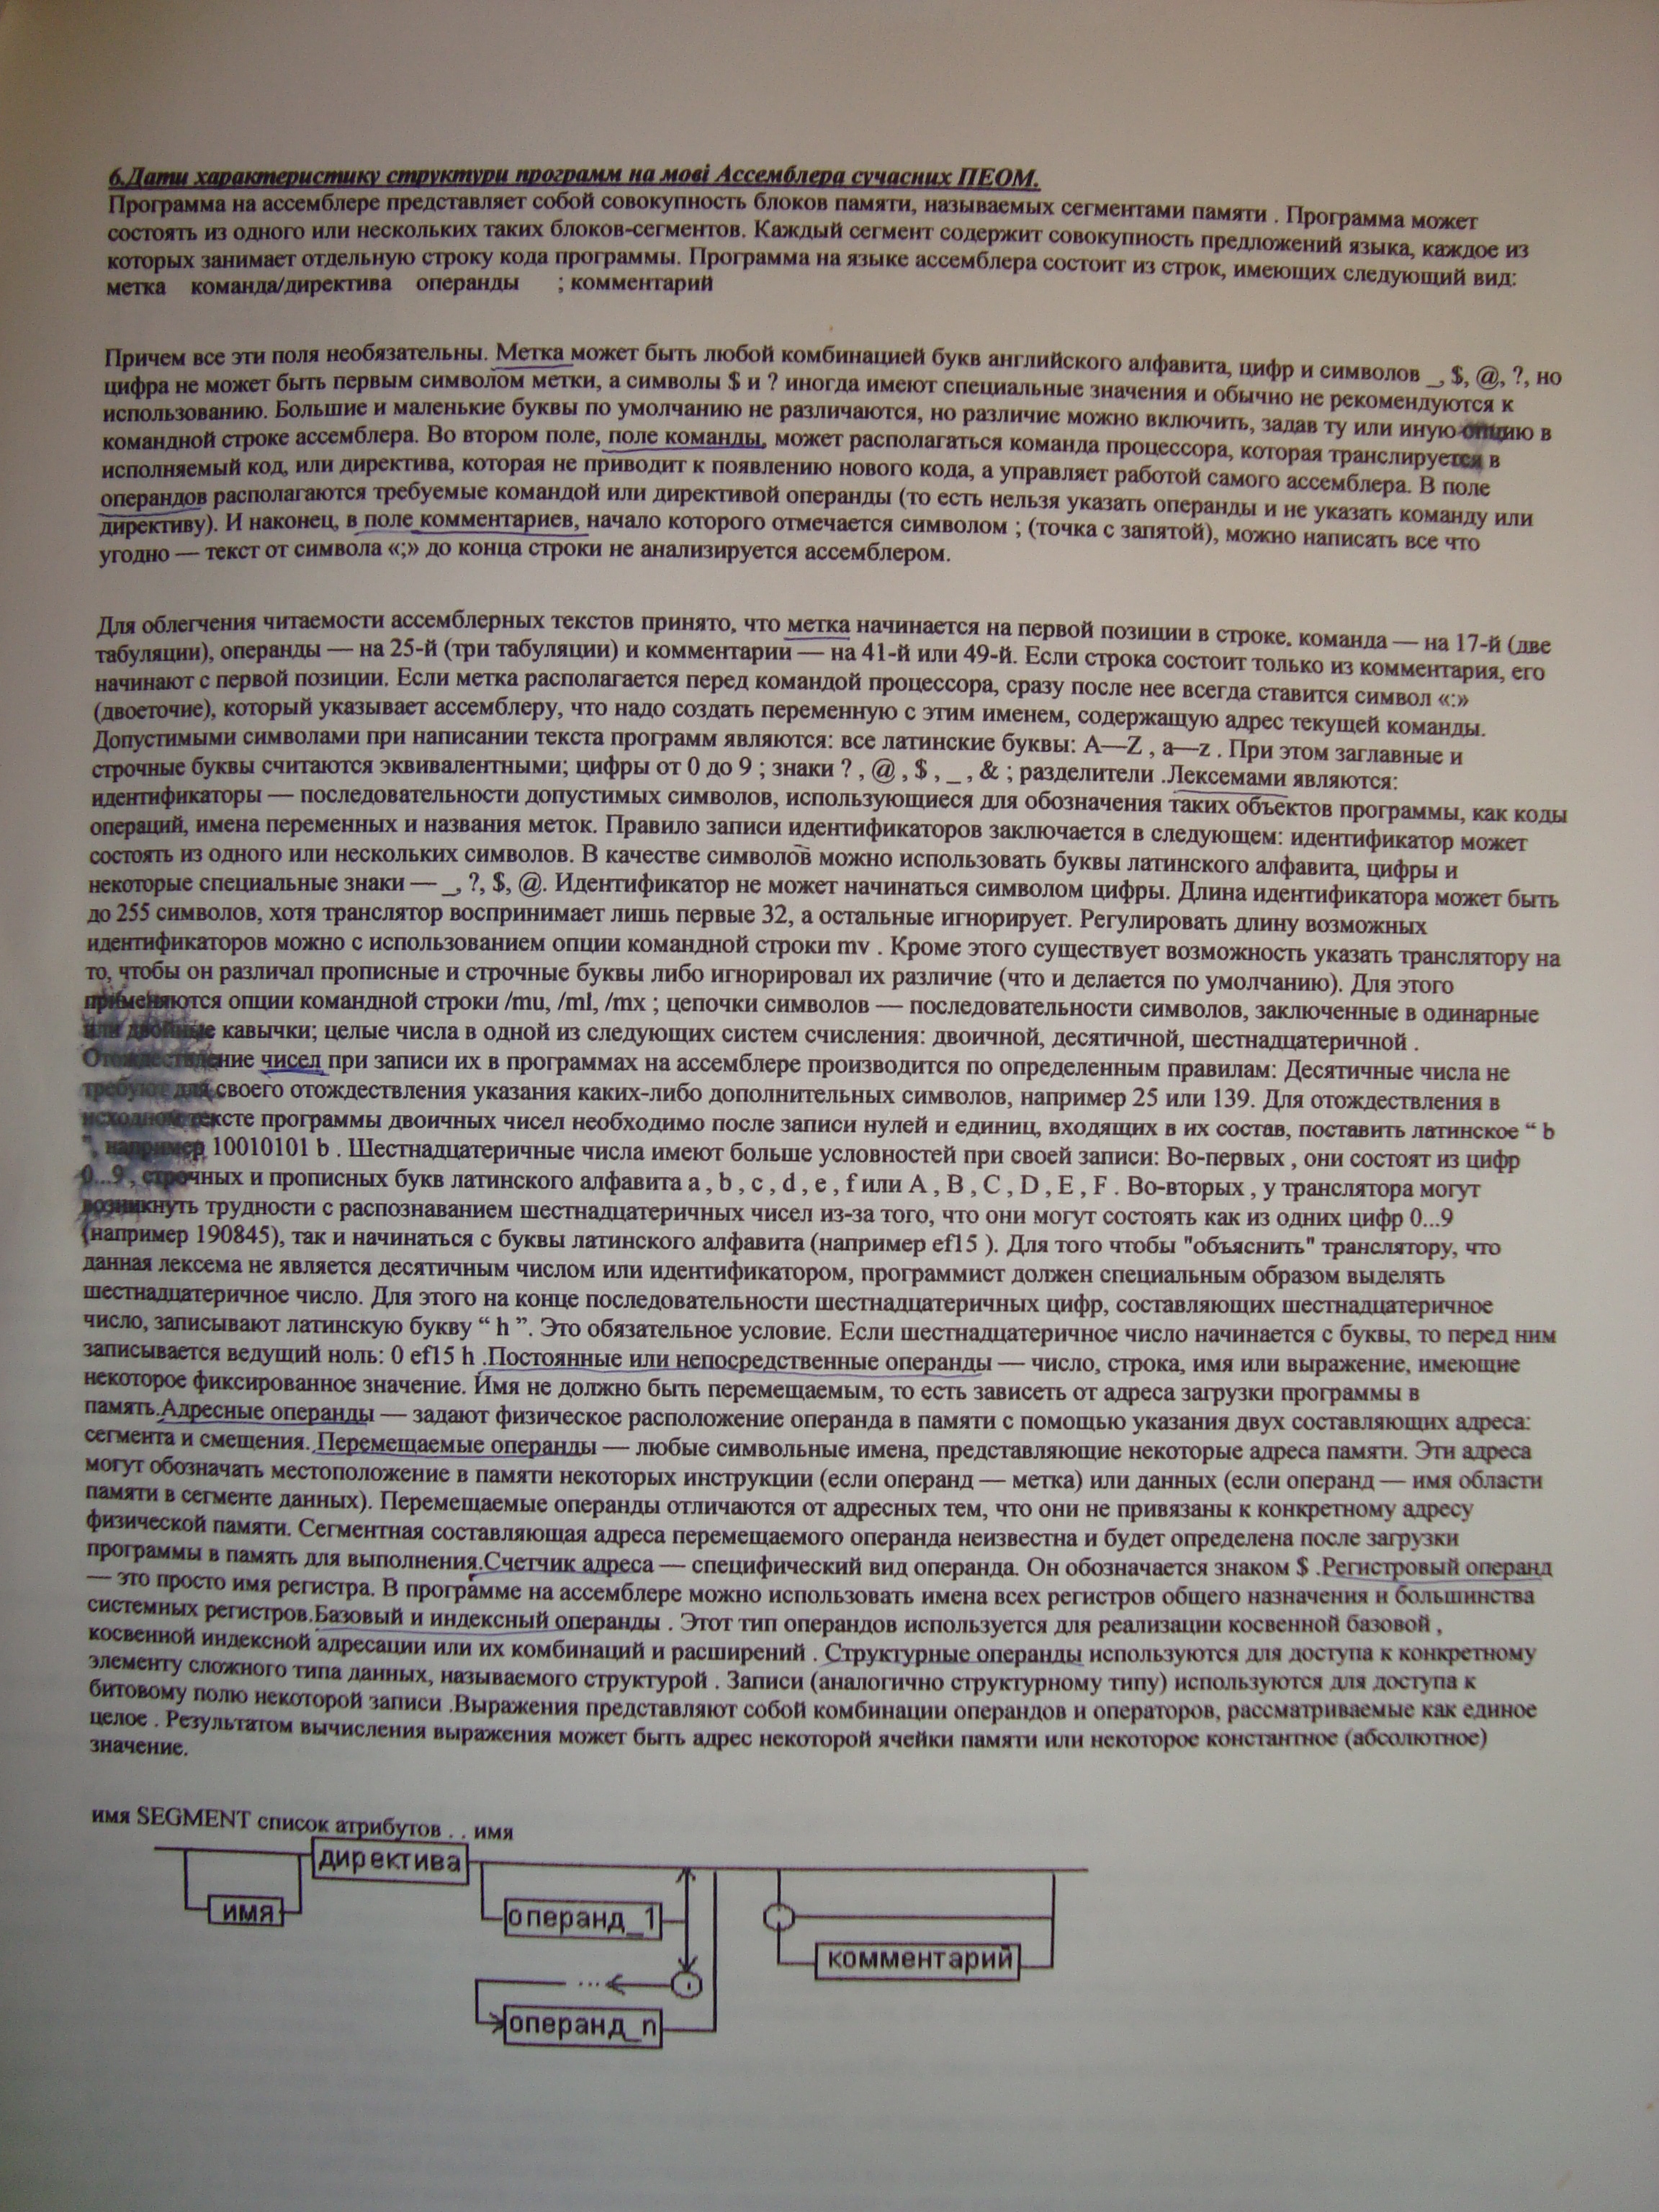 6.Дати характеристику структури программ на мові Ассемблера сучасних ПЕОМ.
Программа на ассемблере представляет собой совокупность блоков памяти, называемых сегментами памяти . Программа может
состоять из одного или нескольких таких блоков-сегментов. Каждый сегмент содержит совокупность предложений языка, каждое из
которых занимает отдельную строку кода программы. Программа на языке ассемблера состоит из строк, имеющих следующий вид:
метка команда/директива операнды ; комментарий
Причем все эти поля необязательны. Метка может быть любой комбинацией букв английского алфавита, цифр и символов _, $, @, ?, но
цифра не может быть первым символом метки, а символы $ и ? иногда имеют специальные значения и обычно не рекомендуются к
использованию. Большие и маленькие буквы по умолчанию не различаются, но различие можно включить, задав ту или иную опцию в
командной строке ассемблера. Во втором поле, поле команды, может располагаться команда процессора, которая транслируется в
исполняемый код, или директива, которая не приводит к появлению нового кода, а управляет работой самого ассемблера. В поле
операндов располагаются требуемые командой или директивой операнды (то есть нельзя указать операнды и не указать команду или
директиву). И наконец, в поле комментариев, начало которого отмечается символом ; (точка с запятой), можно написать все что
угодно — текст от символа «;» до конца строки не анализируется ассемблером.
Для облегчения читаемости ассемблерных текстов принято, что метка начинается на первой позиции в строке. команда — на 17-й (две
табуляции), операнды — на 25-й (три табуляции) и комментарии — на 41-й или 49-й. Если строка состоит только из комментария, его
начинают с первой позиции. Если метка располагается перед командой процессора, сразу после нее всегда ставится символ «:»
(двоеточие), который указывает ассемблеру, что надо создать переменную с этим именем, содержащую адрес текущей команды.
Допустимыми символами при написании текста программ являются: все латинские буквы: A—Z , a—z . При этом заглавные и
строчные буквы считаются эквивалентными; цифры от 0 до 9 ; знаки ? , @ , $ , _ , & ; разделители .Лексемами являются:
идентификаторы — последовательности допустимых символов, использующиеся для обозначения таких объектов программы, как коды
операций, имена переменных и названия меток. Правило записи идентификаторов заключается в следующем: идентификатор может
состоять из одного или нескольких символов. В качестве символов можно использовать буквы латинского алфавита, цифры и
некоторые специальные знаки — _, ?, $, @. Идентификатор не может начинаться символом цифры. Длина идентификатора может быть
до 255 символов, хотя транслятор воспринимает лишь первые 32, а остальные игнорирует. Регулировать длину возможных
идентификаторов можно с использованием опции командной строки mv . Кроме этого существует возможность указать транслятору на
то, чтобы он различал прописные и строчные буквы либо игнорировал их различие (что и делается по умолчанию). Для этого
применяются опции командной строки /mu, /ml, /mx ; цепочки символов — последовательности символов, заключенные в одинарные
или двойные кавычки; целые числа в одной из следующих систем счисления: двоичной, десятичной, шестнадцатеричной .
Отождествление чисел при записи их в программах на ассемблере производится по определенным правилам: Десятичные числа не
требуют для своего отождествления указания каких-либо дополнительных символов, например 25 или 139. Для отождествления в
исходном тексте программы двоичных чисел необходимо после записи нулей и единиц, входящих в их состав, поставить латинское “ b
”, например 10010101 b . Шестнадцатеричные числа имеют больше условностей при своей записи: Во-первых , они состоят из цифр
0...9 , строчных и прописных букв латинского алфавита a , b , c , d , e , f или A , B , C , D , E , F . Во-вторых , у транслятора могут
возникнуть трудности с распознаванием шестнадцатеричных чисел из-за того, что они могут состоять как из одних цифр 0...9
(например 190845), так и начинаться с буквы латинского алфавита (например ef15 ). Для того чтобы "объяснить" транслятору, что
данная лексема не является десятичным числом или идентификатором, программист должен специальным образом выделять
шестнадцатеричное число. Для этого на конце последовательности шестнадцатеричных цифр, составляющих шестнадцатеричное
число, записывают латинскую букву “ h ”. Это обязательное условие. Если шестнадцатеричное число начинается с буквы, то перед ним
записывается ведущий ноль: 0 ef15 h .Постоянные или непосредственные операнды — число, строка, имя или выражение, имеющие
некоторое фиксированное значение. Имя не должно быть перемещаемым, то есть зависеть от адреса загрузки программы в
память.Адресные операнды — задают физическое расположение операнда в памяти с помощью указания двух составляющих адреса:
сегмента и смещения. Перемещаемые операнды — любые символьные имена, представляющие некоторые адреса памяти. Эти адреса
могут обозначать местоположение в памяти некоторых инструкции (если операнд — метка) или данных (если операнд — имя области
памяти в сегменте данных). Перемещаемые операнды отличаются от адресных тем, что они не привязаны к конкретному адресу
физической памяти. Сегментная составляющая адреса перемещаемого операнда неизвестна и будет определена после загрузки
программы в память для выполнения.Счетчик адреса — специфический вид операнда. Он обозначается знаком $ .Регистровый операнд
— это просто имя регистра. В программе на ассемблере можно использовать имена всех регистров общего назначения и большинства
системных регистров.Базовый и индексный операнды . Этот тип операндов используется для реализации косвенной базовой ,
косвенной индексной адресации или их комбинаций и расширений . Структурные операнды используются для доступа к конкретному
элементу сложного типа данных, называемого структурой . Записи (аналогично структурному типу) используются для доступа к
битовому полю некоторой записи .Выражения представляют собой комбинации операндов и операторов, рассматриваемые как единое
целое . Результатом вычисления выражения может быть адрес некоторой ячейки памяти или некоторое константное (абсолютное)
значение.
имя SEGMENT список атрибутов . . имя
директива
имя
операнд_1
комментарий
...
операнд_n